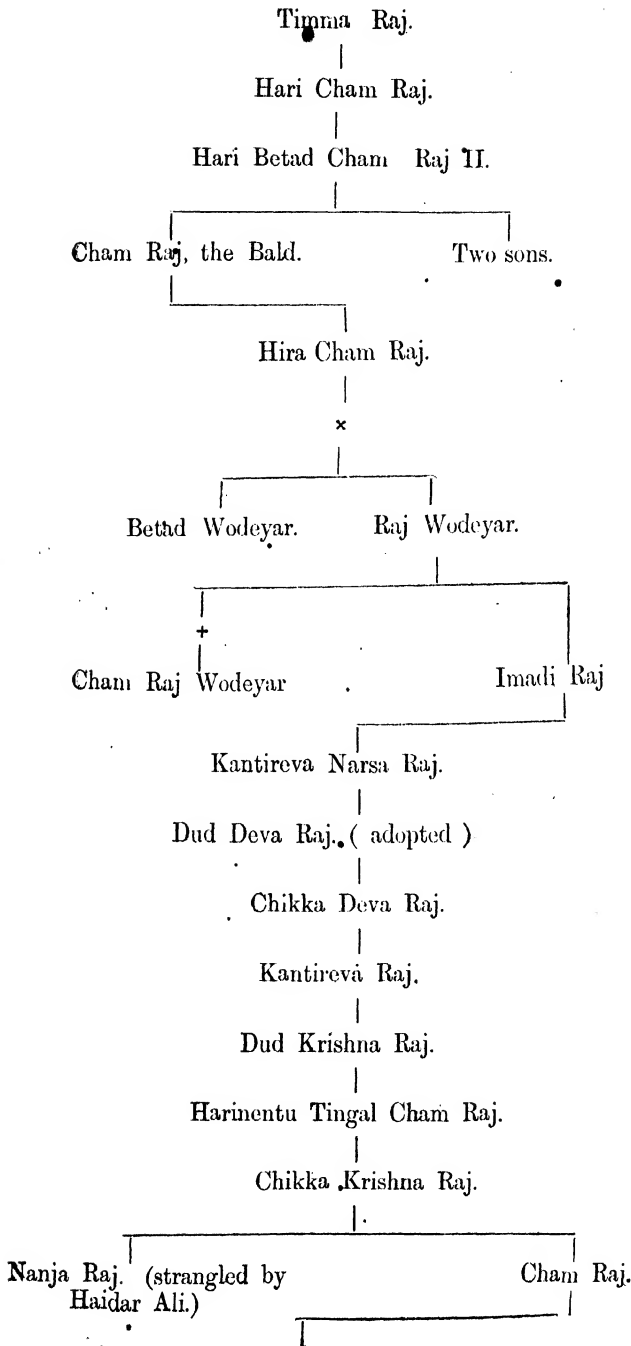 Timma Raj.
Hari Cham Raj.
Hari Betad Cham Raj II.
Cham Raj, the Bald. Two sons.
Hira Cham Raj.
×
Betad Wodeyar. Raj Wodeyar.
+
Cham Raj Wodeyar Imadi Raj
Kantireva Narsa Raj.
Dud Deva Raj. ( adopted )
Chikka Deva Raj.
Kantireva Raj.
Dud Krishna Raj.
Harinentu Tingal Cham Raj.
Chikka Krishna Raj.
Nanja Raj. (strangled by Cham Raj.
Haidar Ali.)